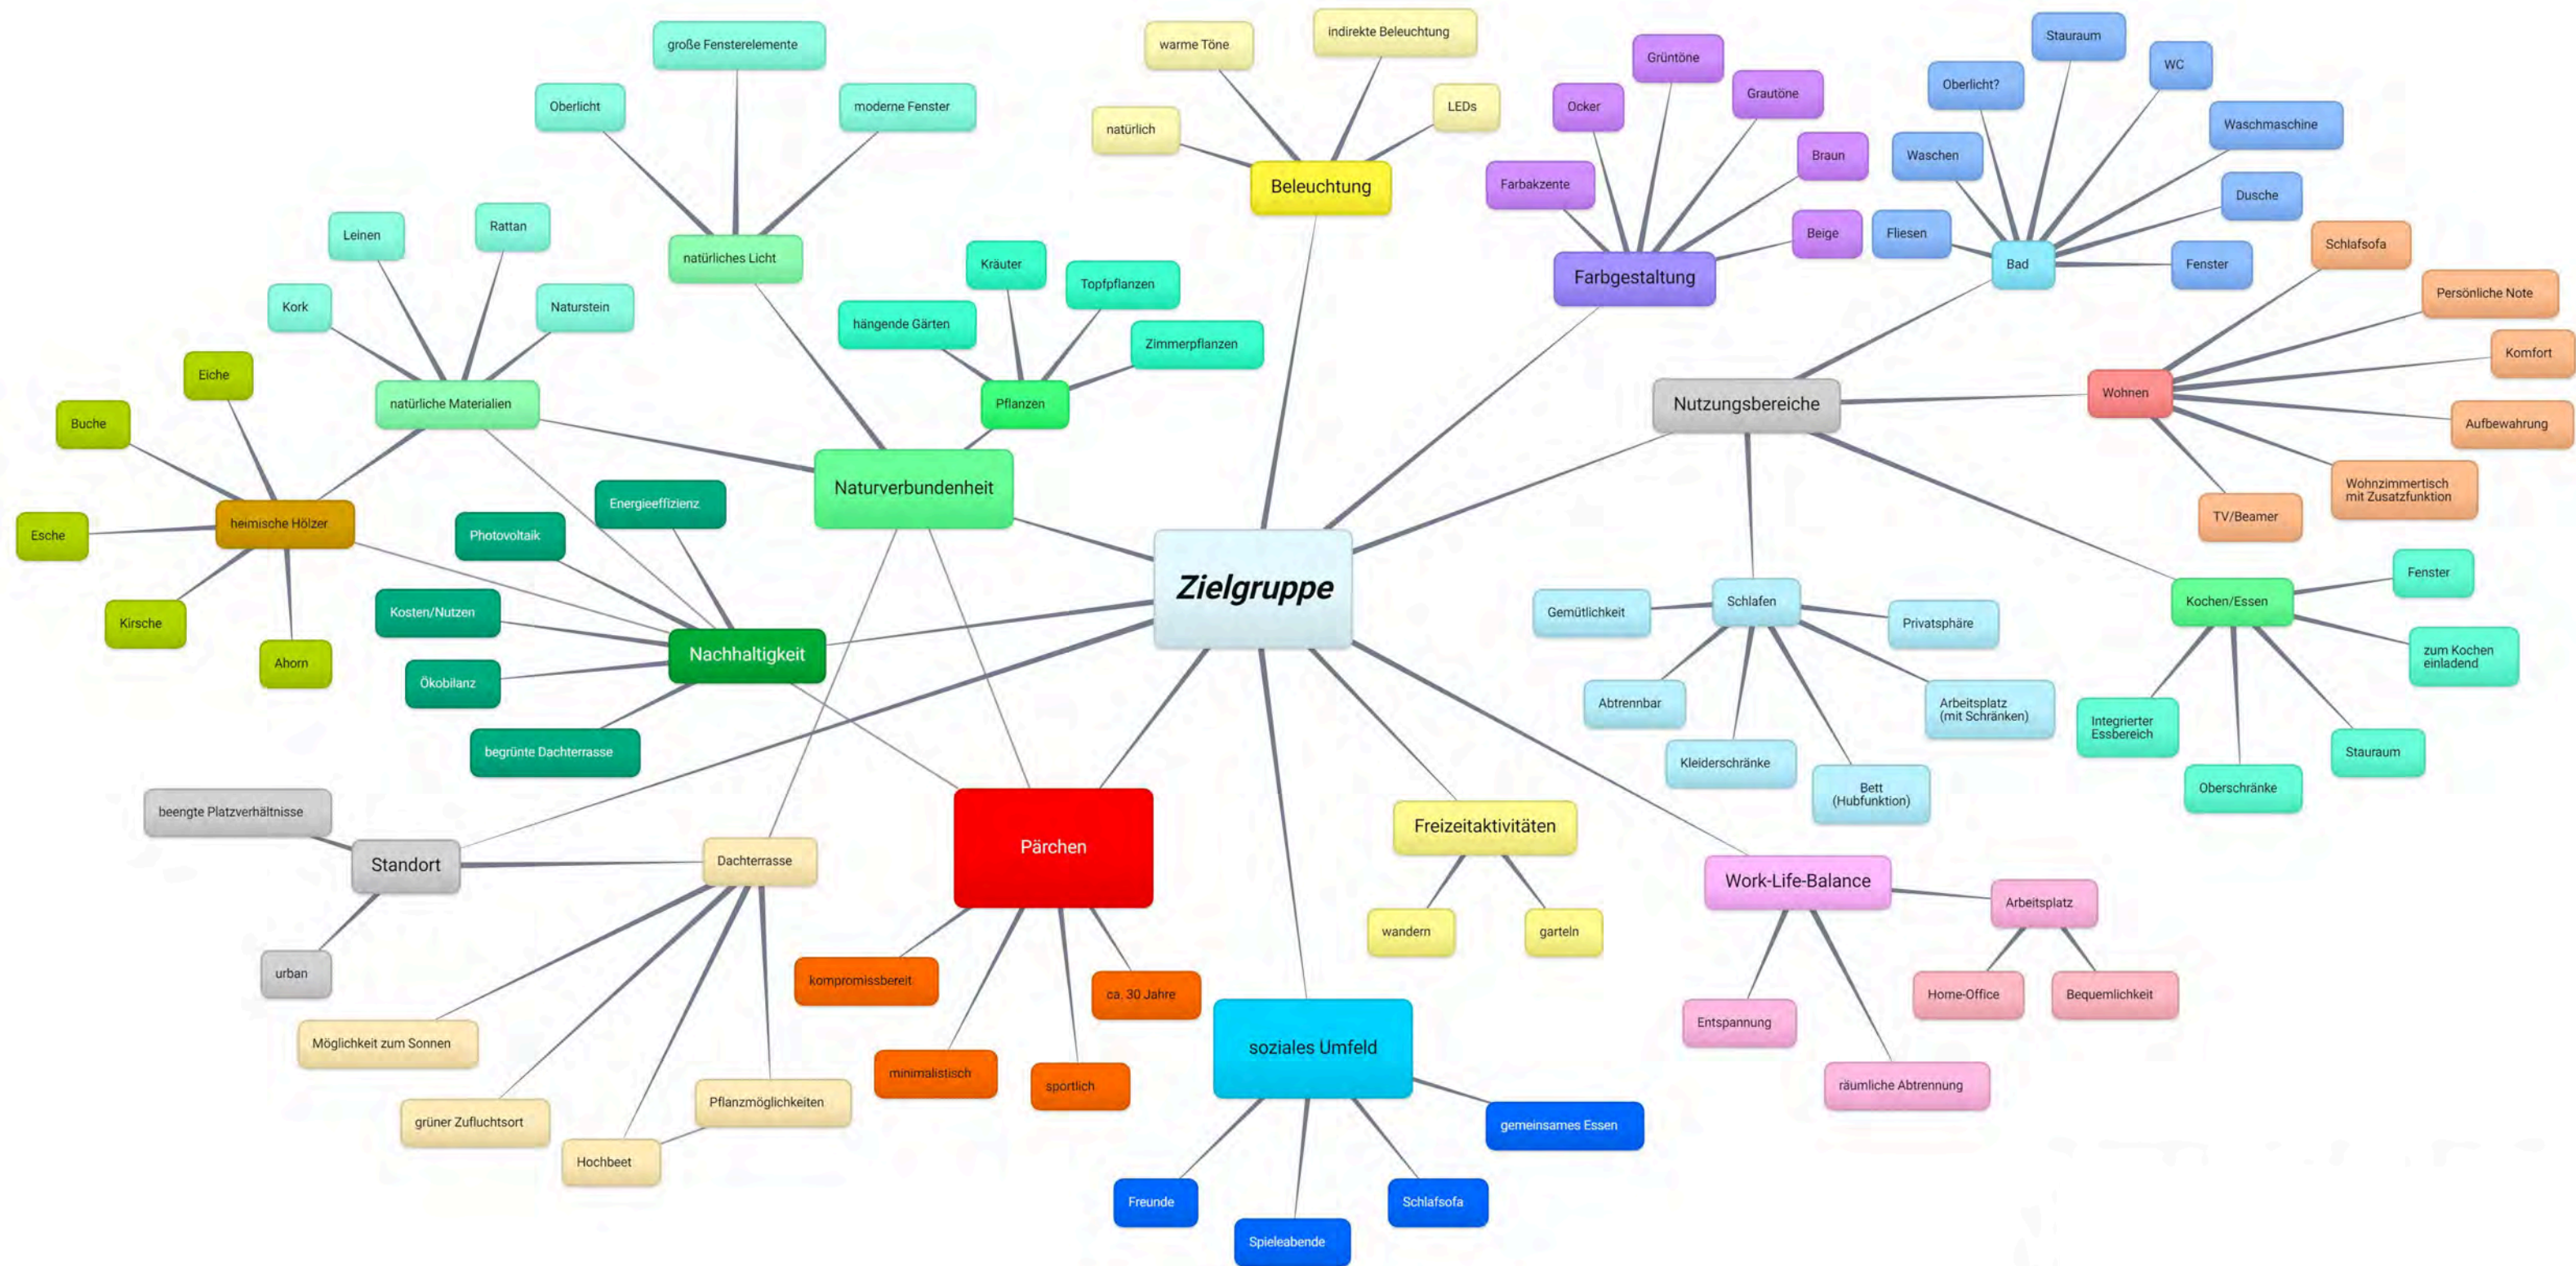 große Fensterelemente
Oberlicht
moderne Fenster
natürliches Licht
warme Töne
indirekte Beleuchtung
natürlich
LEDs
Beleuchtung
Grüntöne
Ocker
Grautöne
Farbakzente
Braun
Beige
Farbgestaltung
Stauraum
Oberlicht?
WC
Waschmaschine
Waschen
Dusche
Fliesen
Bad
Fenster
Schlafsofa
Persönliche Note
Komfort
Wohnen
Aufbewahrung
Wohnzimmertisch
mit Zusatzfunktion
TV/Beamer
Nutzungsbereiche
Leinen
Rattan
Kork
Naturstein
natürliche Materialien
Kräuter
Topfpflanzen
hängende Gärten
Zimmerpflanzen
Pflanzen
Eiche
Buche
heimische Hölzer
Esche
Kirsche
Ahorn
Naturverbundenheit
Energieeffizienz
Photovoltaik
Kosten/Nutzen
Nachhaltigkeit
Ökobilanz
begrünte Dachterrasse
Zielgruppe
Schlafen
Gemütlichkeit
Privatsphäre
Abtrennbar
Arbeitsplatz
(mit Schränken)
Kleiderschränke
Bett
(Hubfunktion)
Fenster
Kochen/Essen
zum Kochen
einladend
Integrierter
Essbereich
Stauraum
Oberschränke
beengte Platzverhältnisse
Standort
urban
Dachterrasse
Möglichkeit zum Sonnen
grüner Zufluchtsort
Pflanzmöglichkeiten
Hochbeet
Pärchen
kompromissbereit
ca. 30 Jahre
minimalistisch
sportlich
Freizeitaktivitäten
wandern
garteln
Work-Life-Balance
Arbeitsplatz
Home-Office
Bequemlichkeit
Entspannung
räumliche Abtrennung
soziales Umfeld
gemeinsames Essen
Freunde
Schlafsofa
Spieleabende